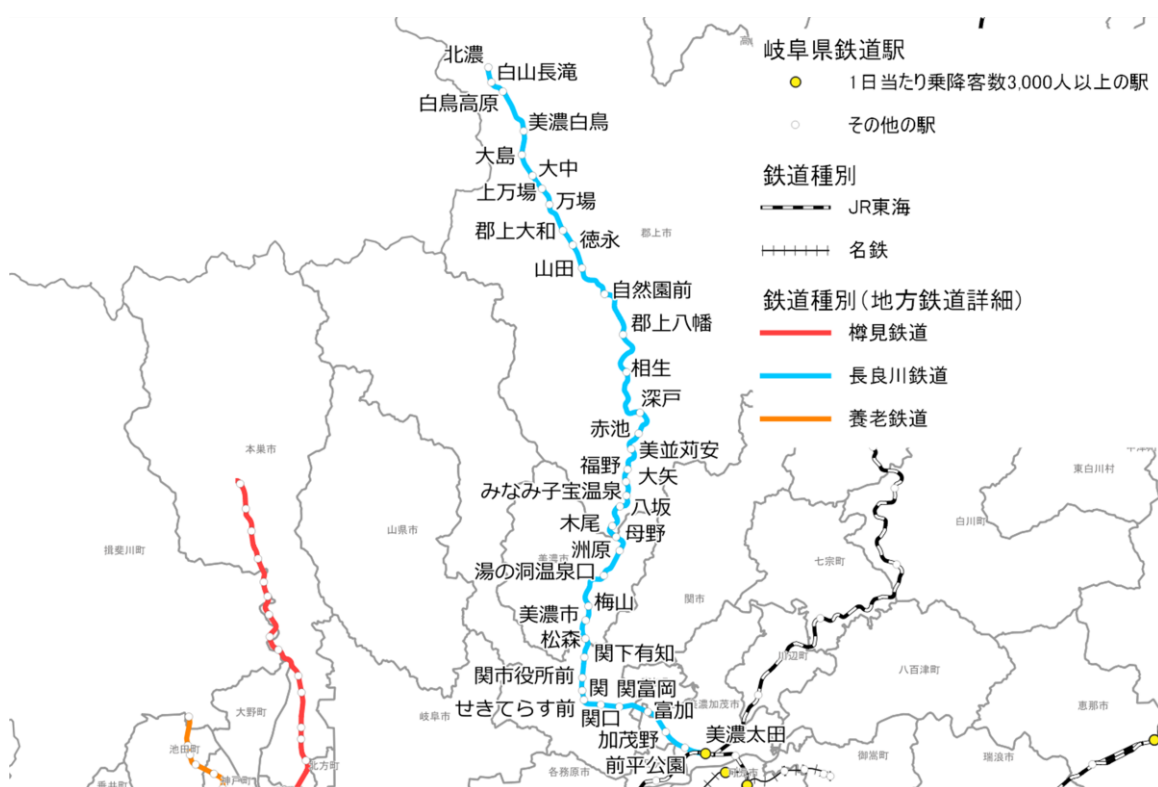 北濃
白山長滝
白鳥高原
美濃白鳥
大島
大中
上万場
万場
郡上大和
徳永
山田
自然園前
郡上八幡
相生
深戸
赤池
美並苅安
福野
大矢
みなみ子宝温泉
八坂
木尾
母野
洲原
湯の洞温泉口
梅山
美濃市
松森
関下有知
関市役所前
関
関富岡
せきてらす前
関口
富加
加茂野
美濃太田
前平公園
郡上市
本巣市
揖斐川町
山県市
関市
七宗町
白川町
東白川村
川辺町
八百津町
恵那市
大野町
岐阜市
池田町
神戸町
北方町
各務原市
御嵩町
瑞浪市
岐阜県鉄道駅
1日当たり乗降客数3,000人以上の駅
その他の駅
鉄道種別
JR東海
名鉄
鉄道種別(地方鉄道詳細)
樽見鉄道
長良川鉄道
養老鉄道